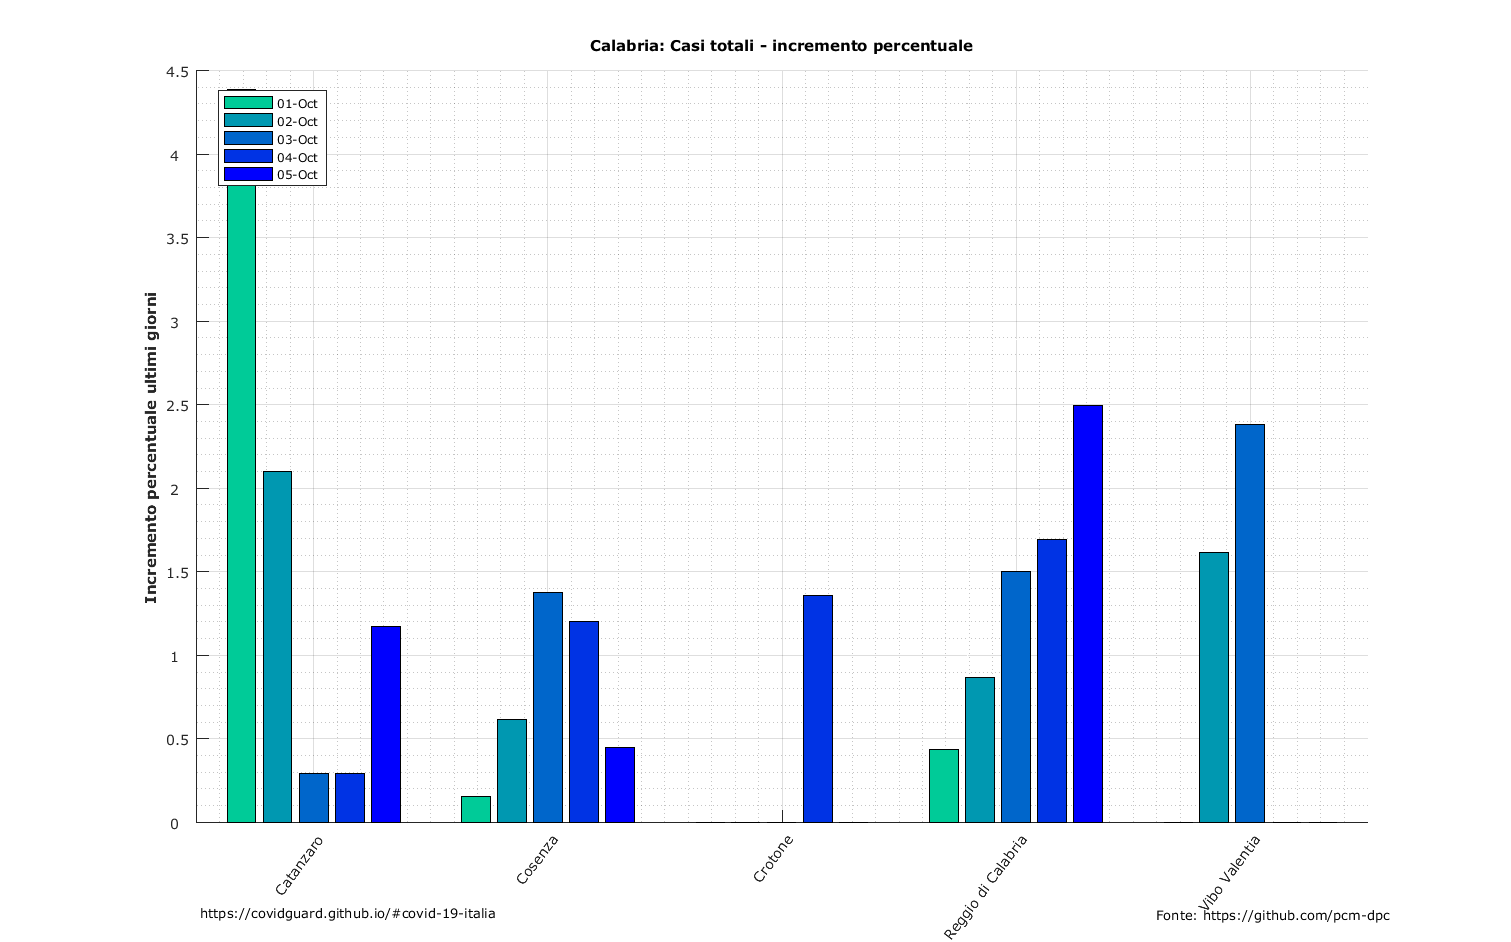 Calabria: Casi totali - incremento percentuale
Incremento percentuale ultimi giorni
4.5
4
3.5
3
2.5
2
1.5
1
0.5
0
01-Oct
02-Oct
03-Oct
04-Oct
05-Oct
Catanzaro
Cosenza
Crotone
Reggio di Calabria
Vibo Valentia
https://covidguard.github.io/#covid-19-italia
Fonte: https://github.com/pcm-dpc